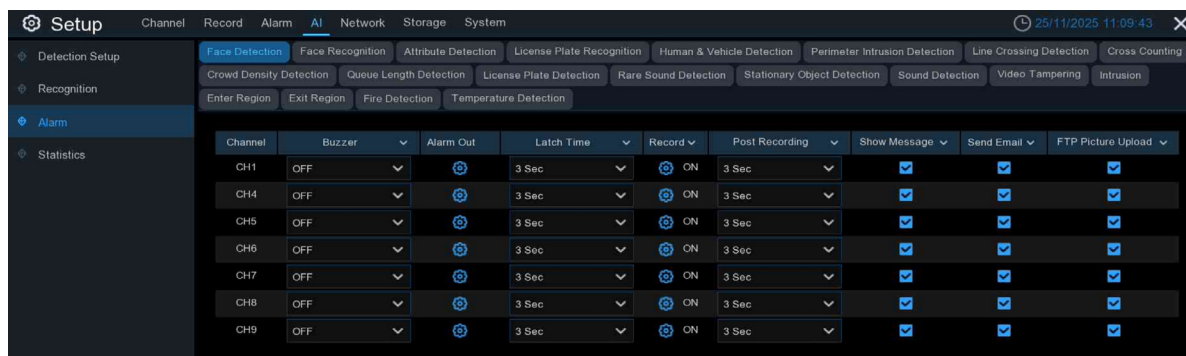 Setup Channel Record Alarm AI Network Storage System 25/11/2025 11:09:43
Detection Setup
Recognition
Alarm
Statistics
Face Detection Face Recognition Attribute Detection License Plate Recognition Human & Vehicle Detection Perimeter Intrusion Detection Line Crossing Detection Cross Counting
Crowd Density Detection Queue Length Detection License Plate Detection Rare Sound Detection Stationary Object Detection Sound Detection Video Tampering Intrusion
Enter Region Exit Region Fire Detection Temperature Detection
Channel Buzzer Alarm Out Latch Time Record Post Recording Show Message Send Email FTP Picture Upload
CH1 OFF 3 Sec ON 3 Sec
CH4 OFF 3 Sec ON 3 Sec
CH5 OFF 3 Sec ON 3 Sec
CH6 OFF 3 Sec ON 3 Sec
CH7 OFF 3 Sec ON 3 Sec
CH8 OFF 3 Sec ON 3 Sec
CH9 OFF 3 Sec ON 3 Sec